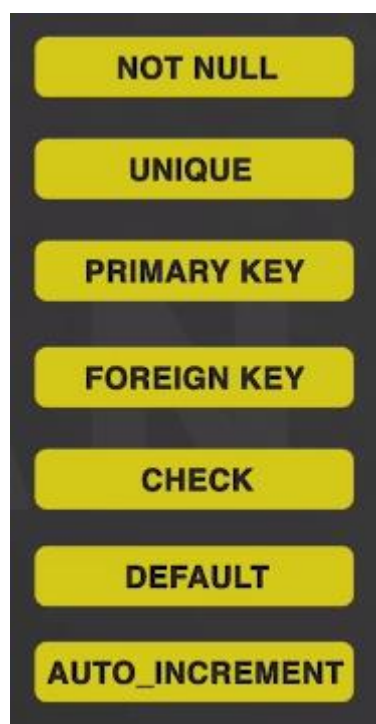 NOT NULL
UNIQUE
PRIMARY KEY
FOREIGN KEY
CHECK
DEFAULT
AUTO_INCREMENT